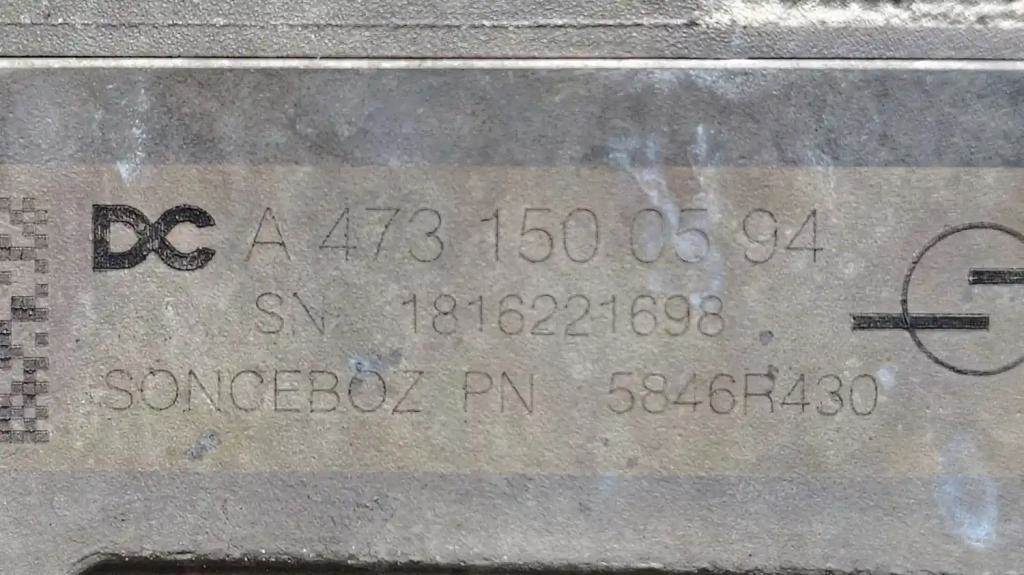 DC A 473 150 05 94
SN 1816221698
SONCEBOZ PN 5846R430